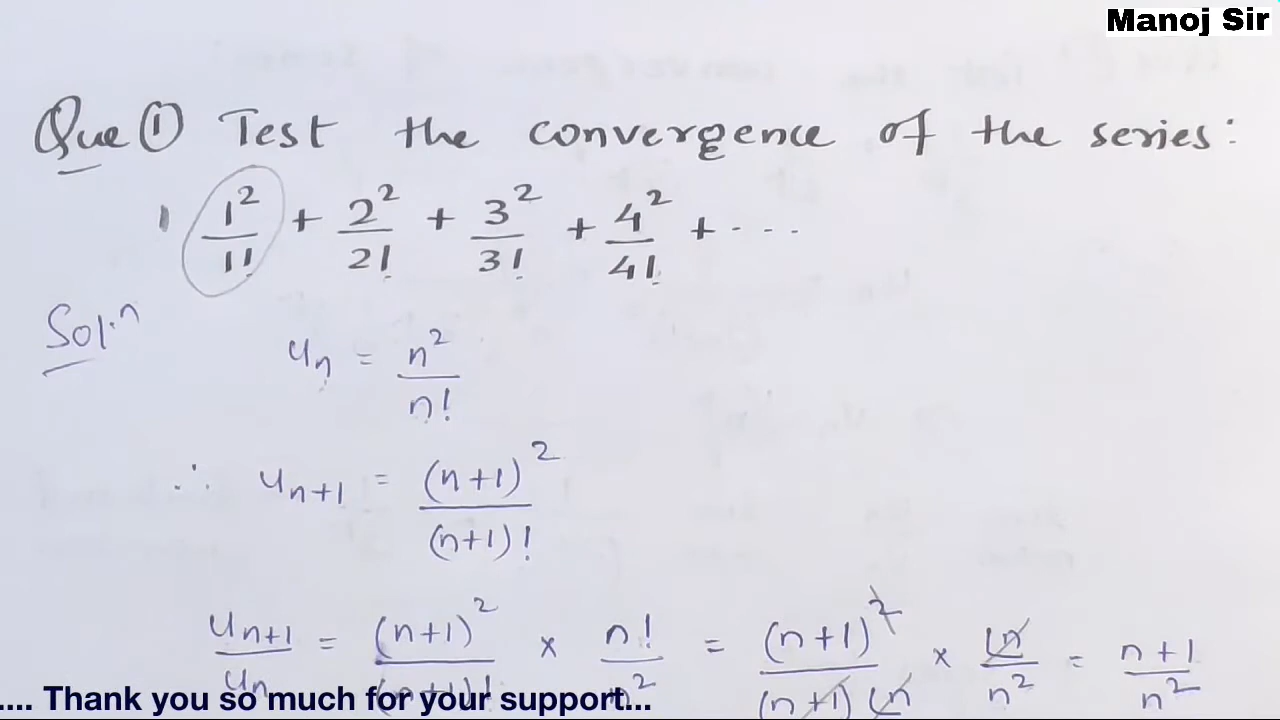 Manoj Sir
Que ① Test the convergence of the series:
1²/1! + 2²/2! + 3²/3! + 4²/4! + ....
Sol.n
un = n²/n!
∴ un+1 = (n+1)²/(n+1)!
un+1/un = (n+1)²/(n+1)! × n!/n² = (n+1)²/(n+1) ⌊n × ⌊n/n² = n+1/n²
.... Thank you so much for your support...